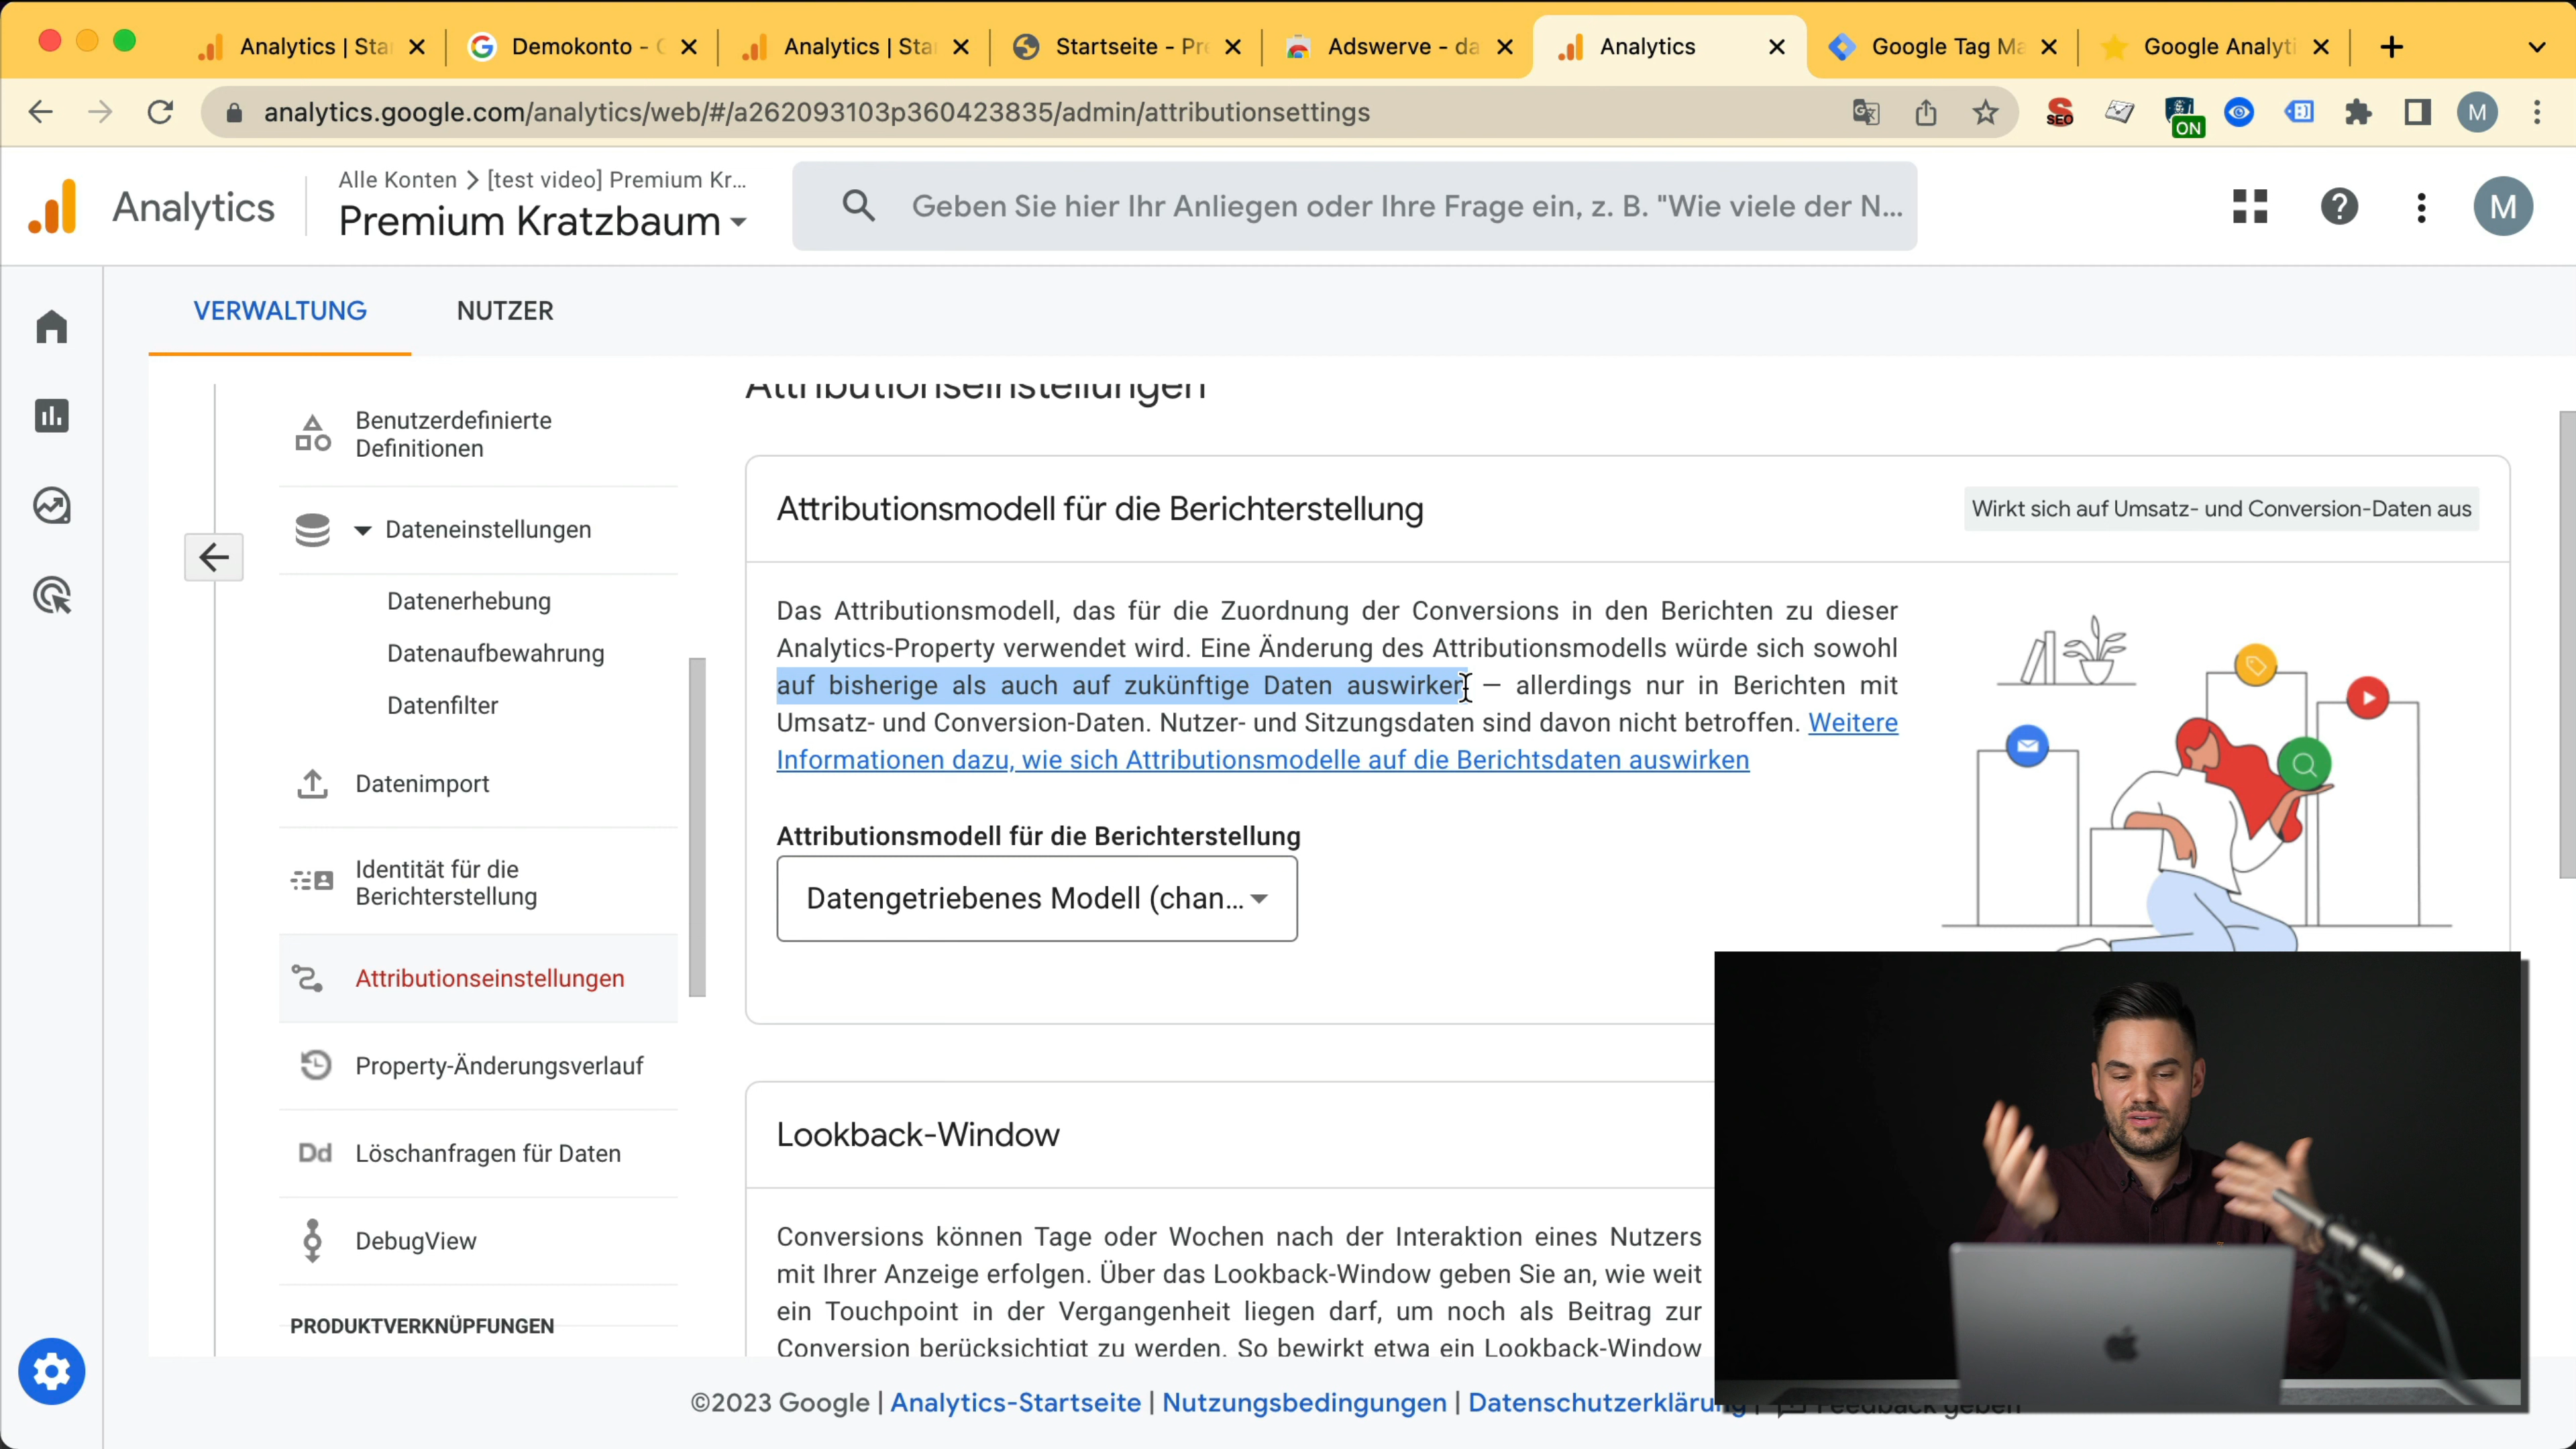 Analytics | Star
Demokonto - G
Analytics | Star
Startseite - Pre
Adswerve - da
Analytics
Google Tag Ma
Google Analyti
analytics.google.com/analytics/web/#/a262093103p360423835/admin/attributionsettings
SEO
ON
M
Analytics
Alle Konten > [test video] Premium Kr...
Premium Kratzbaum
Geben Sie hier Ihr Anliegen oder Ihre Frage ein, z. B. "Wie viele der N...
M
VERWALTUNG
NUTZER
Benutzerdefinierte
Definitionen
Dateneinstellungen
Datenerhebung
Datenaufbewahrung
Datenfilter
Datenimport
Identität für die
Berichterstellung
Attributionseinstellungen
Property-Änderungsverlauf
Dd Löschanfragen für Daten
DebugView
PRODUKTVERKNÜPFUNGEN
Attributionseinstellungen
Attributionsmodell für die Berichterstellung
Wirkt sich auf Umsatz- und Conversion-Daten aus
Das Attributionsmodell, das für die Zuordnung der Conversions in den Berichten zu dieser
Analytics-Property verwendet wird. Eine Änderung des Attributionsmodells würde sich sowohl
auf bisherige als auch auf zukünftige Daten auswirken — allerdings nur in Berichten mit
Umsatz- und Conversion-Daten. Nutzer- und Sitzungsdaten sind davon nicht betroffen. Weitere
Informationen dazu, wie sich Attributionsmodelle auf die Berichtsdaten auswirken
Attributionsmodell für die Berichterstellung
Datengetriebenes Modell (chan...
Lookback-Window
Conversions können Tage oder Wochen nach der Interaktion eines Nutzers
mit Ihrer Anzeige erfolgen. Über das Lookback-Window geben Sie an, wie weit
ein Touchpoint in der Vergangenheit liegen darf, um noch als Beitrag zur
Conversion berücksichtigt zu werden. So bewirkt etwa ein Lookback-Window
©2023 Google | Analytics-Startseite | Nutzungsbedingungen | Datenschutzerklärung | Feedback geben